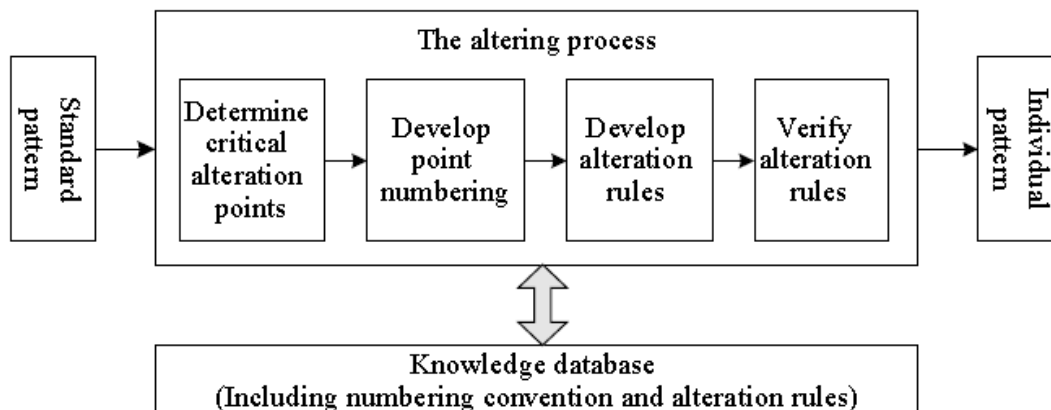 The altering process
Standard
pattern
Determine
critical
alteration
points
Develop
point
numbering
Develop
alteration
rules
Verify
alteration
rules
Individual
pattern
Knowledge database
(Including numbering convention and alteration rules)